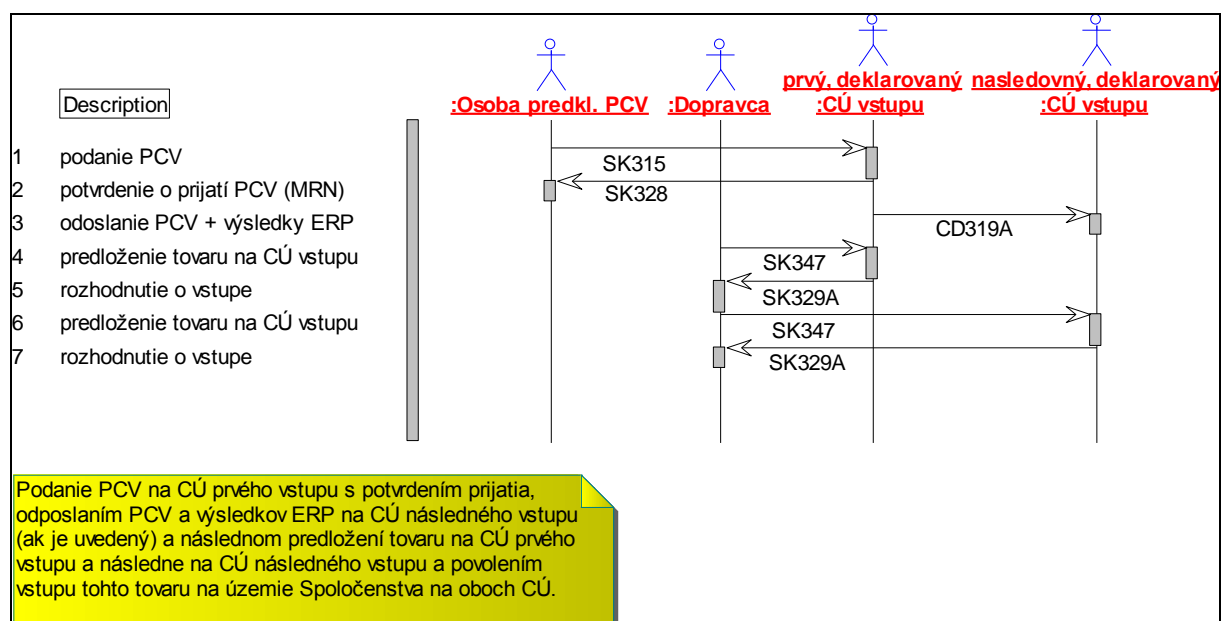 prvý, deklarovaný nasledovný, deklarovaný
Description :Osoba predkl. PCV :Dopravca :CÚ vstupu :CÚ vstupu
1 podanie PCV
SK315
2 potvrdenie o prijatí PCV (MRN)
SK328
3 odoslanie PCV + výsledky ERP
CD319A
4 predloženie tovaru na CÚ vstupu
SK347
5 rozhodnutie o vstupe
SK329A
6 predloženie tovaru na CÚ vstupu
SK347
7 rozhodnutie o vstupe
SK329A
Podanie PCV na CÚ prvého vstupu s potvrdením prijatia,
odposlaním PCV a výsledkov ERP na CÚ následného vstupu
(ak je uvedený) a následnom predložení tovaru na CÚ prvého
vstupu a následne na CÚ následného vstupu a povolením
vstupu tohto tovaru na územie Spoločenstva na oboch CÚ.